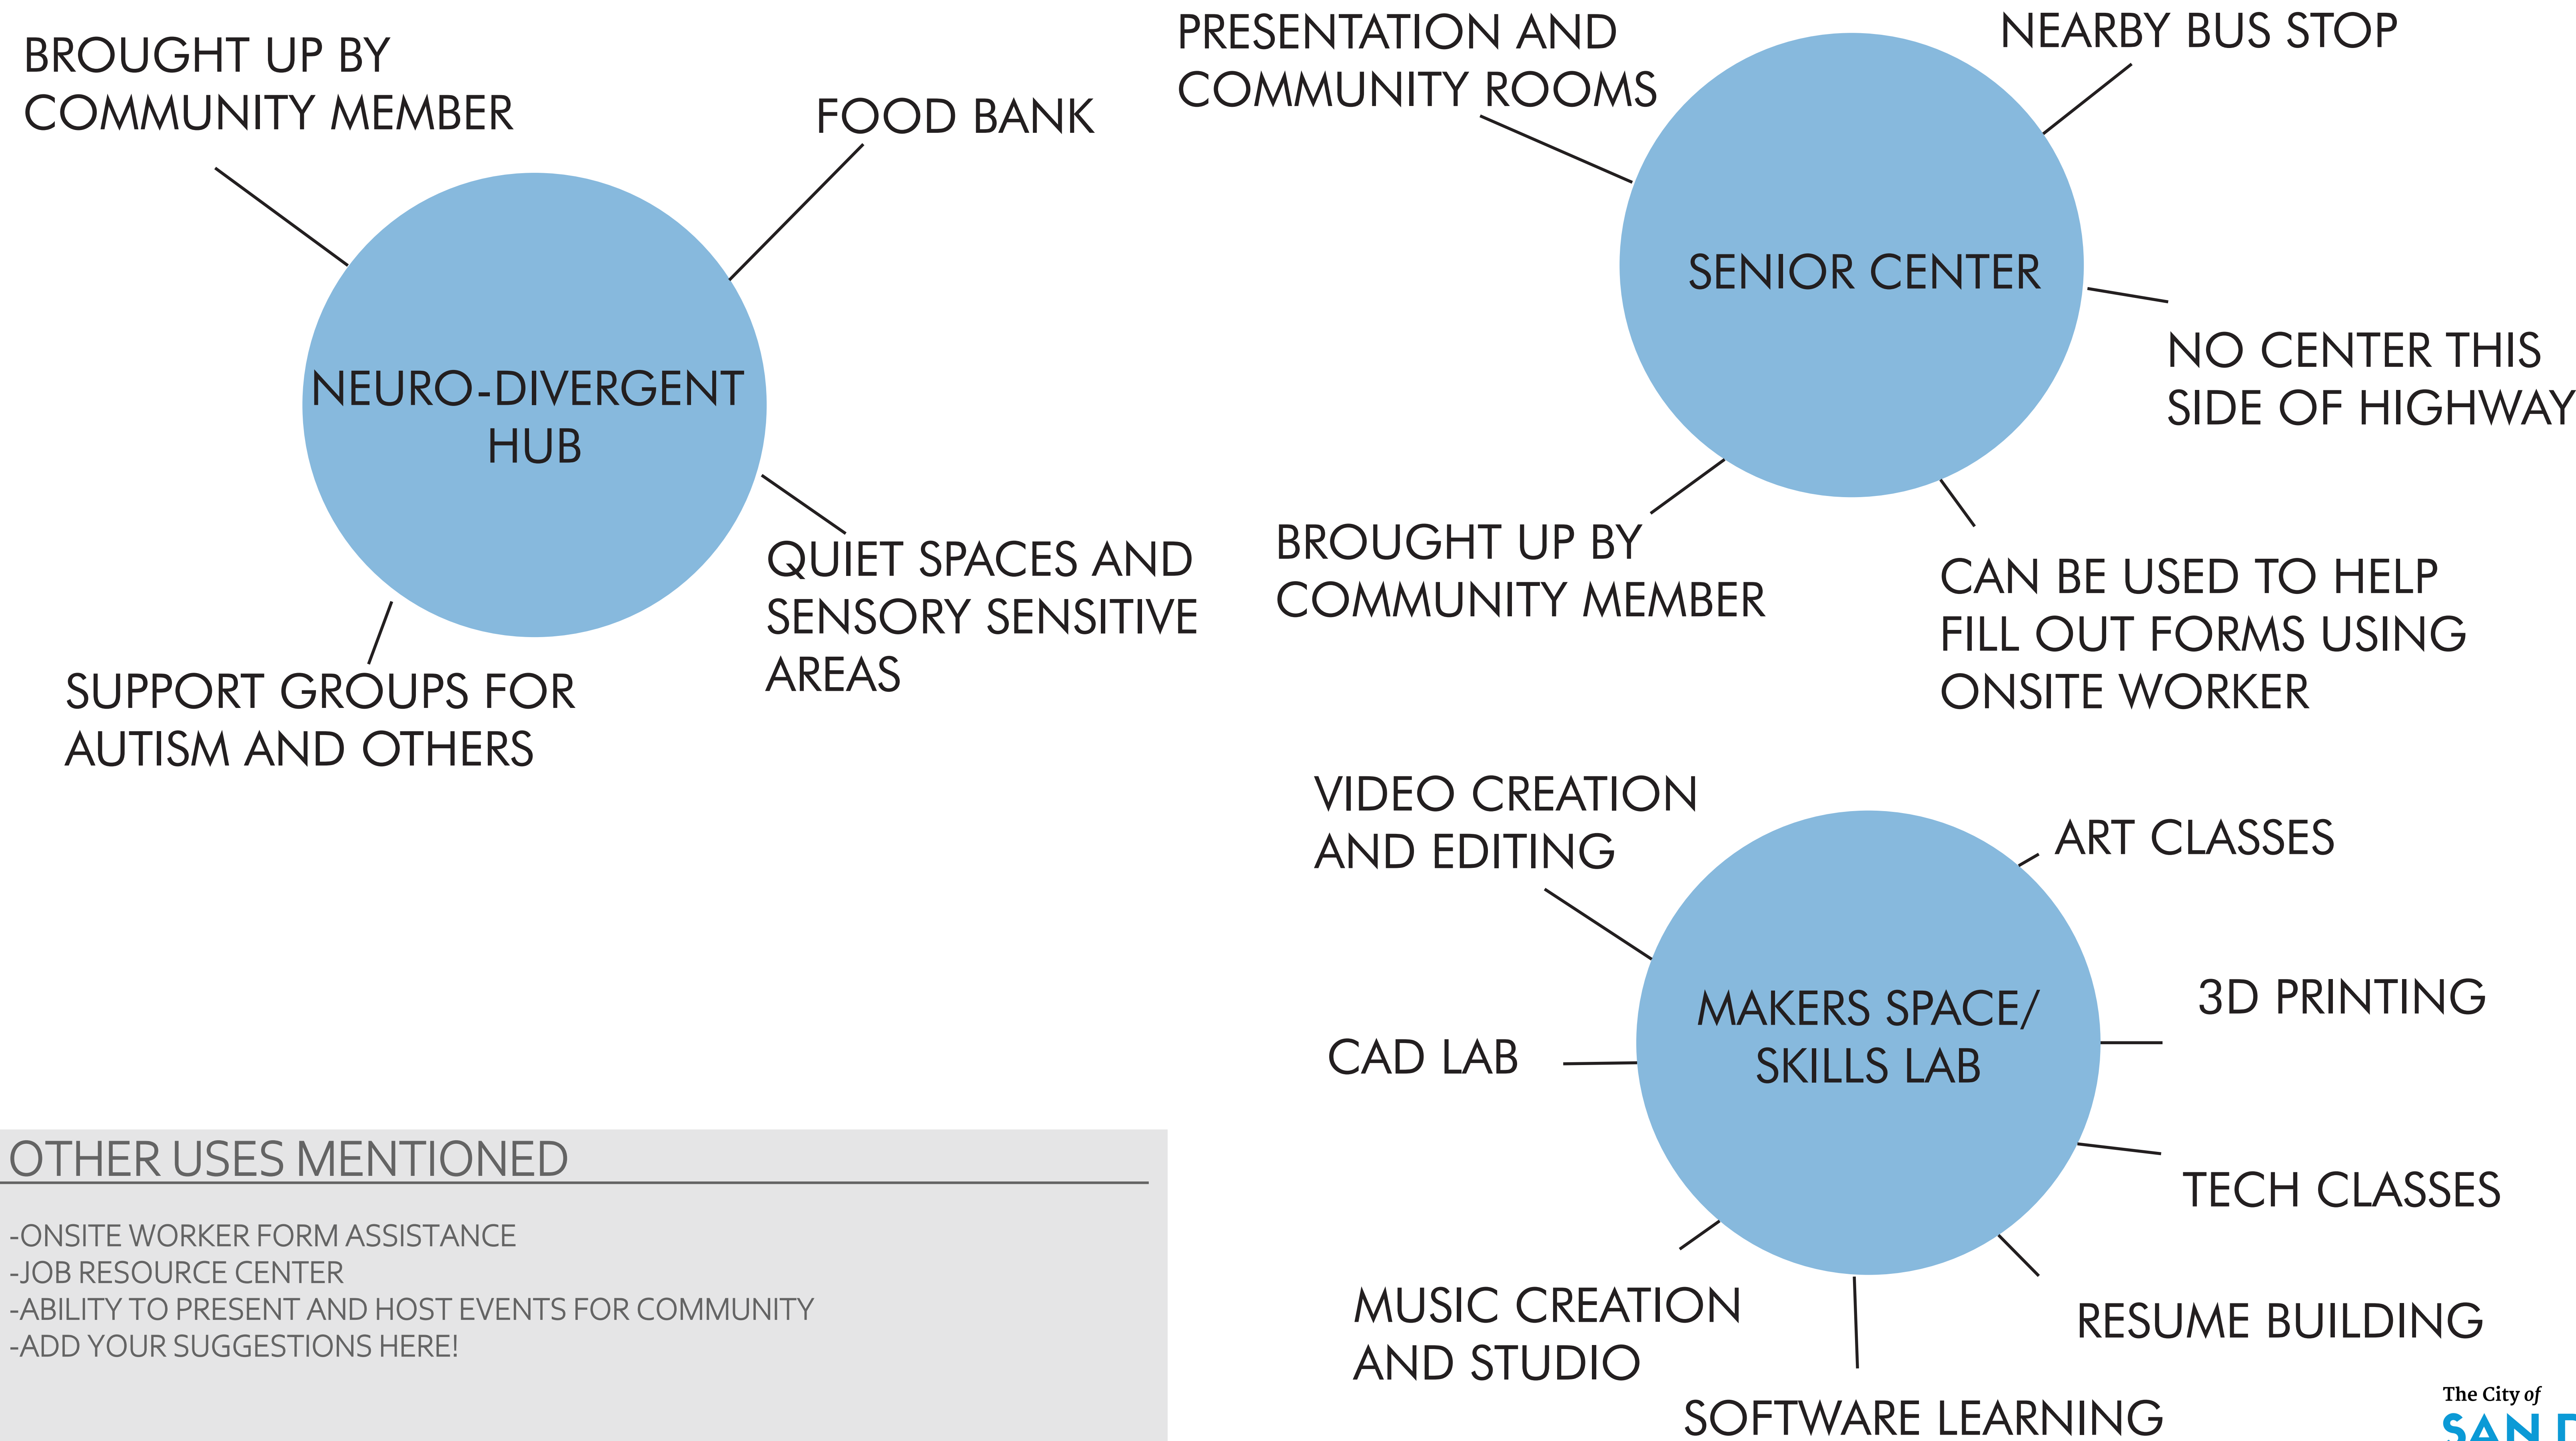 BROUGHT UP BY
COMMUNITY MEMBER
FOOD BANK
NEURO-DIVERGENT
HUB
QUIET SPACES AND
SENSORY SENSITIVE
AREAS
SUPPORT GROUPS FOR
AUTISM AND OTHERS
PRESENTATION AND
COMMUNITY ROOMS
NEARBY BUS STOP
SENIOR CENTER
NO CENTER THIS
SIDE OF HIGHWAY
BROUGHT UP BY
COMMUNITY MEMBER
CAN BE USED TO HELP
FILL OUT FORMS USING
ONSITE WORKER
VIDEO CREATION
AND EDITING
ART CLASSES
3D PRINTING
MAKERS SPACE/
SKILLS LAB
CAD LAB
TECH CLASSES
MUSIC CREATION
AND STUDIO
RESUME BUILDING
SOFTWARE LEARNING
OTHER USES MENTIONED
-ONSITE WORKER FORM ASSISTANCE
-JOB RESOURCE CENTER
-ABILITY TO PRESENT AND HOST EVENTS FOR COMMUNITY
-ADD YOUR SUGGESTIONS HERE!
The City of
SAN